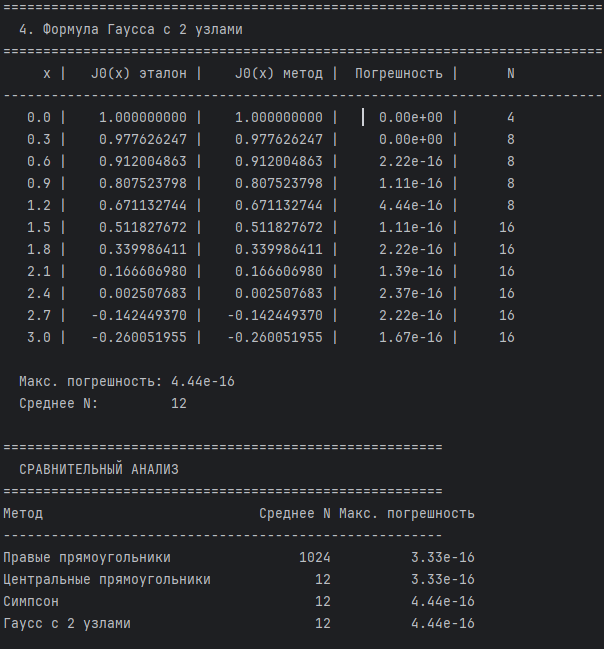 ===========================================================================
4. Формула Гаусса с 2 узлами
===========================================================================
x | J0(x) эталон | J0(x) метод | Погрешность | N
---------------------------------------------------------------------------
0.0 | 1.000000000 | 1.000000000 | 0.00e+00 | 4
0.3 | 0.977626247 | 0.977626247 | 0.00e+00 | 8
0.6 | 0.912004863 | 0.912004863 | 2.22e-16 | 8
0.9 | 0.807523798 | 0.807523798 | 1.11e-16 | 8
1.2 | 0.671132744 | 0.671132744 | 4.44e-16 | 8
1.5 | 0.511827672 | 0.511827672 | 1.11e-16 | 16
1.8 | 0.339986411 | 0.339986411 | 2.22e-16 | 16
2.1 | 0.166606980 | 0.166606980 | 1.39e-16 | 16
2.4 | 0.002507683 | 0.002507683 | 2.37e-16 | 16
2.7 | -0.142449370 | -0.142449370 | 2.22e-16 | 16
3.0 | -0.260051955 | -0.260051955 | 1.67e-16 | 16
Макс. погрешность: 4.44e-16
Среднее N: 12
=======================================================
СРАВНИТЕЛЬНЫЙ АНАЛИЗ
=======================================================
Метод Среднее N Макс. погрешность
-------------------------------------------------------
Правые прямоугольники 1024 3.33e-16
Центральные прямоугольники 12 3.33e-16
Симпсон 12 4.44e-16
Гаусс с 2 узлами 12 4.44e-16